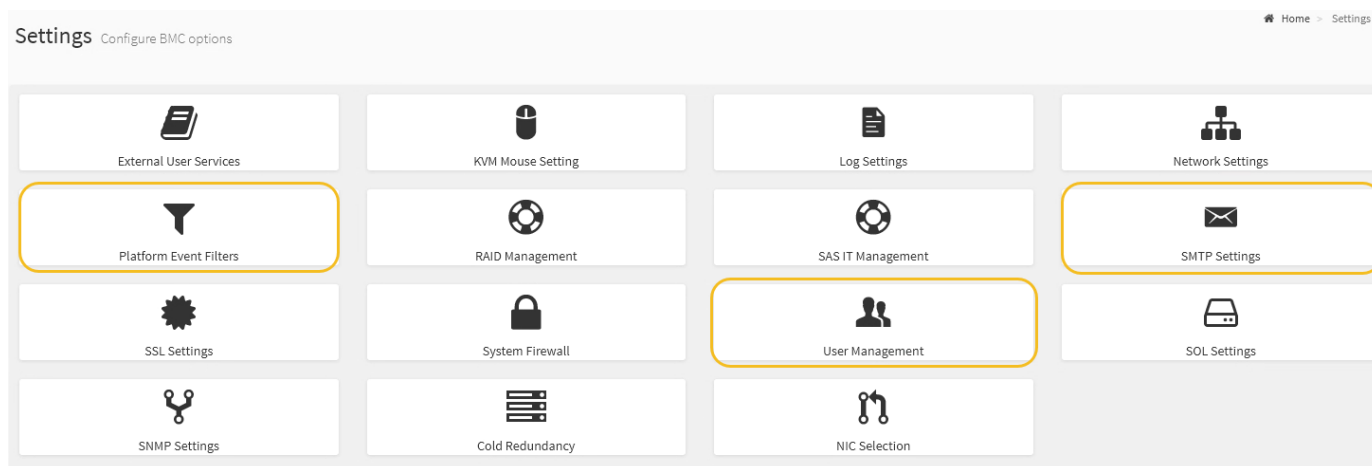 Home > Settings
Settings Configure BMC options
External User Services
KVM Mouse Setting
Log Settings
Network Settings
Platform Event Filters
RAID Management
SAS IT Management
SMTP Settings
SSL Settings
System Firewall
User Management
SOL Settings
SNMP Settings
Cold Redundancy
NIC Selection